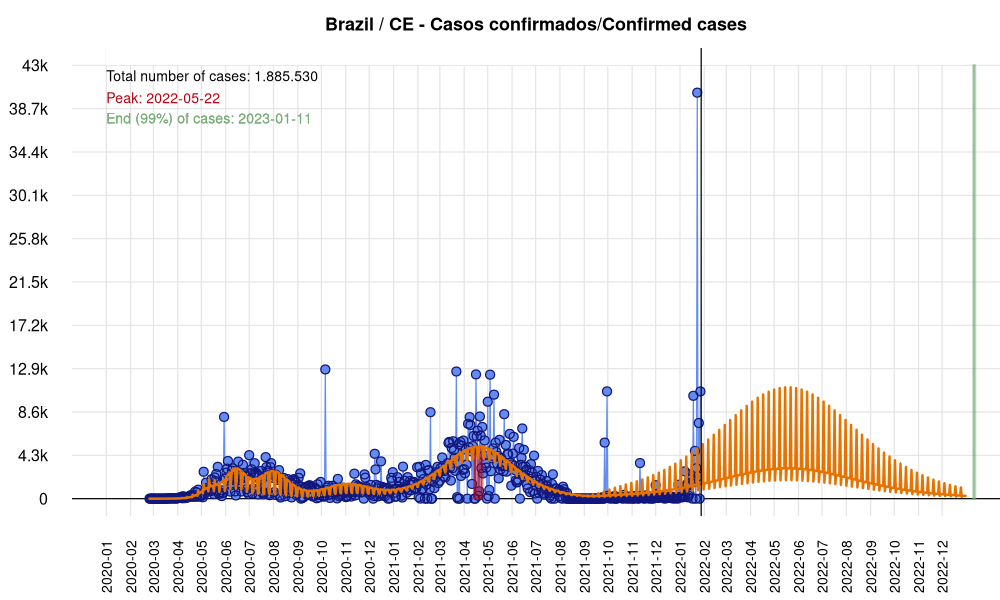 Brazil / CE - Casos confirmados/Confirmed cases
43k
38.7k
34.4k
30.1k
25.8k
21.5k
17.2k
12.9k
8.6k
4.3k
0
Total number of cases: 1.885.530
Peak: 2022-05-22
End (99%) of cases: 2023-01-11
2020-01
2020-02
2020-03
2020-04
2020-05
2020-06
2020-07
2020-08
2020-09
2020-10
2020-11
2020-12
2021-01
2021-02
2021-03
2021-04
2021-05
2021-06
2021-07
2021-08
2021-09
2021-10
2021-11
2021-12
2022-01
2022-02
2022-03
2022-04
2022-05
2022-06
2022-07
2022-08
2022-09
2022-10
2022-11
2022-12